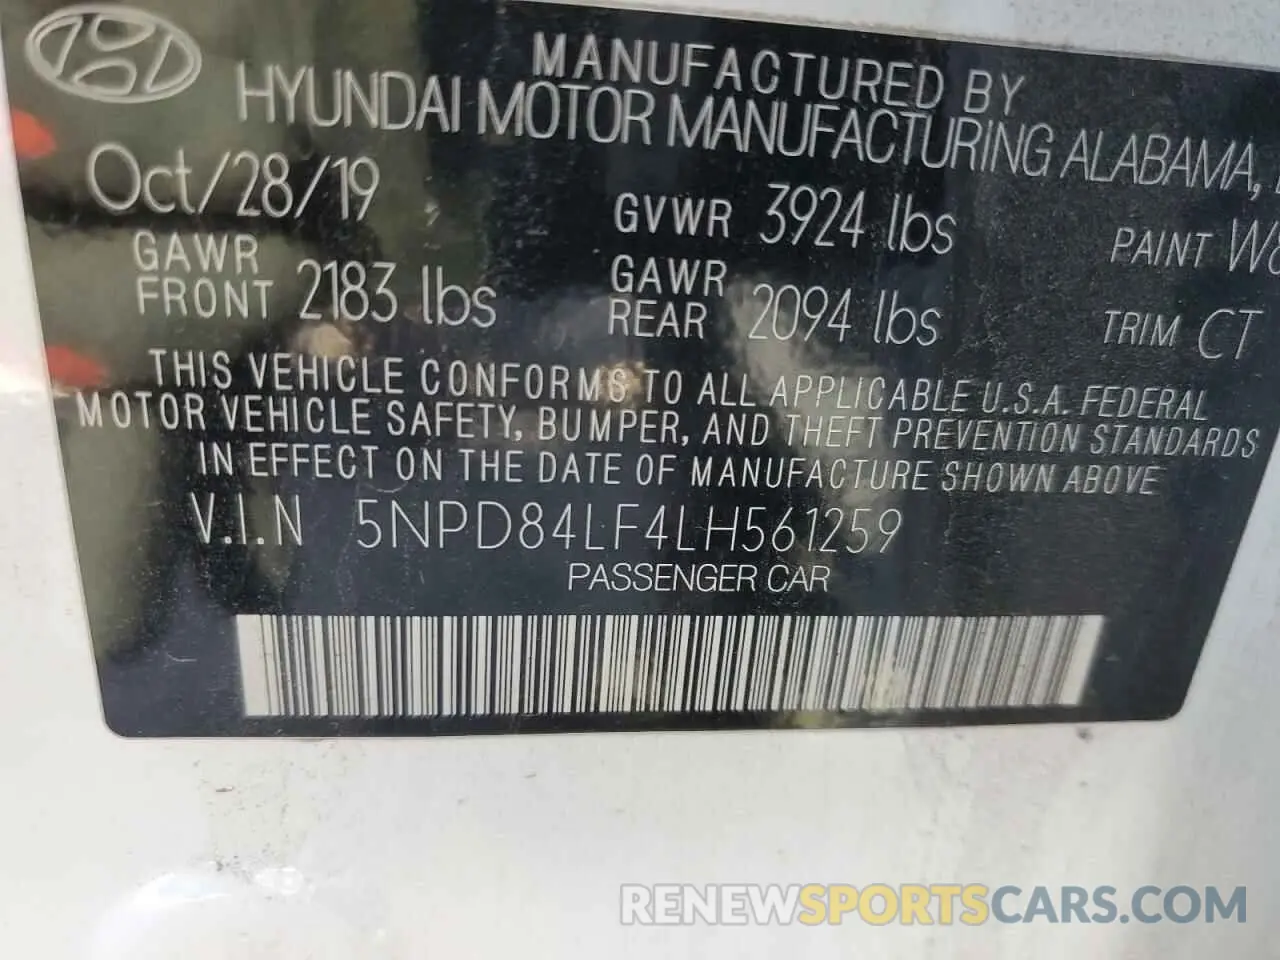 MANUFACTURED BY
HYUNDAI MOTOR MANUFACTURING ALABAMA,
Oct/28/19 GVWR 3924 lbs PAINT
GAWR FRONT 2183 lbs GAWR REAR 2094 lbs TRIM CT
THIS VEHICLE CONFORMS TO ALL APPLICABLE U.S.A. FEDERAL
MOTOR VEHICLE SAFETY, BUMPER, AND THEFT PREVENTION STANDARDS
IN EFFECT ON THE DATE OF MANUFACTURE SHOWN ABOVE
V.I.N 5NPD84LF4LH561259
PASSENGER CAR
RENEWSPORTSCARS.COM